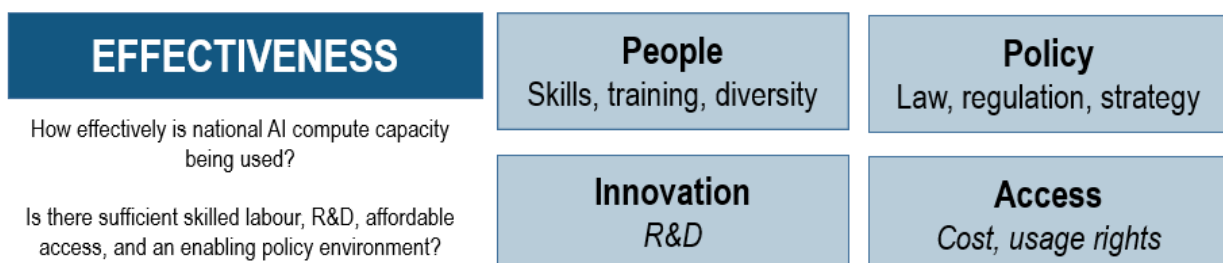 EFFECTIVENESS
How effectively is national AI compute capacity
being used?
Is there sufficient skilled labour, R&D, affordable
access, and an enabling policy environment?
People
Skills, training, diversity
Policy
Law, regulation, strategy
Innovation
R&D
Access
Cost, usage rights